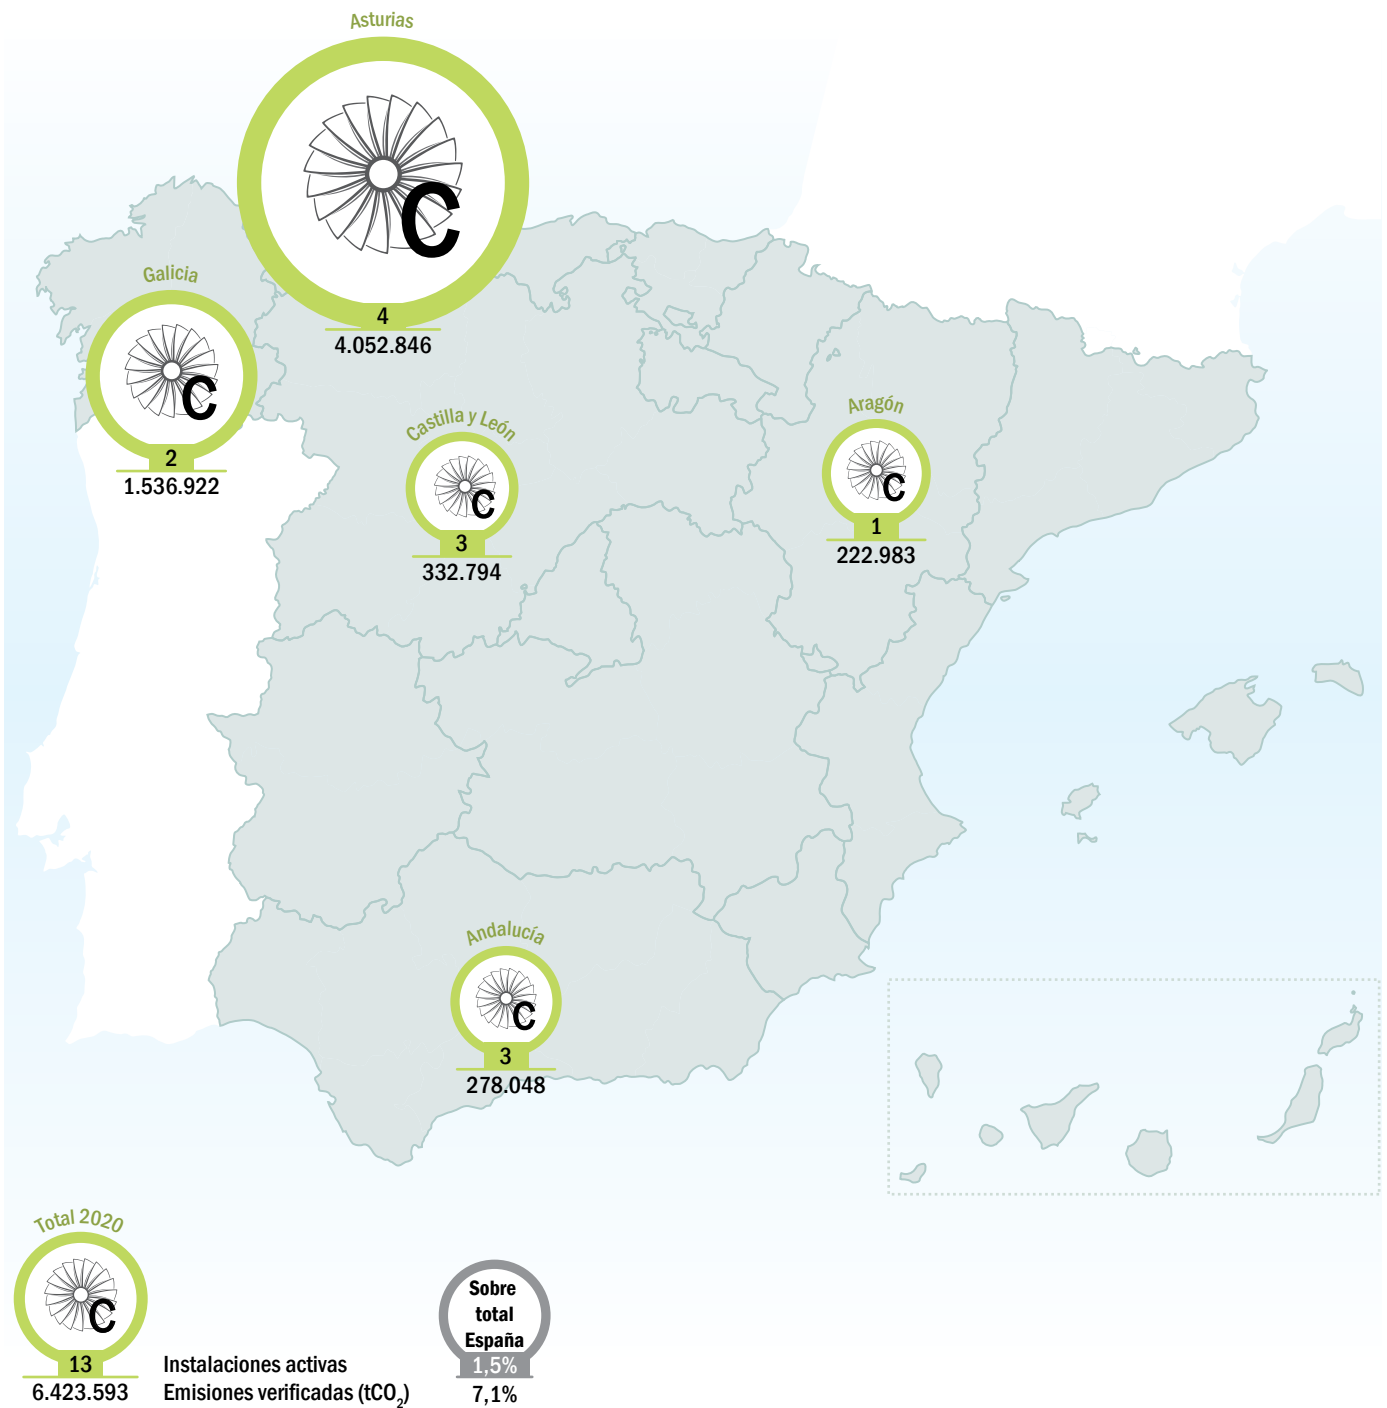 Asturias
C
4
4.052.846
Galicia
C
2
1.536.922
Castilla y León
C
3
332.794
Aragón
C
1
222.983
Andalucía
C
3
278.048
Total 2020
C
13
6.423.593
Instalaciones activas
Emisiones verificadas (tCO₂)
Sobre
total
España
1,5%
7,1%